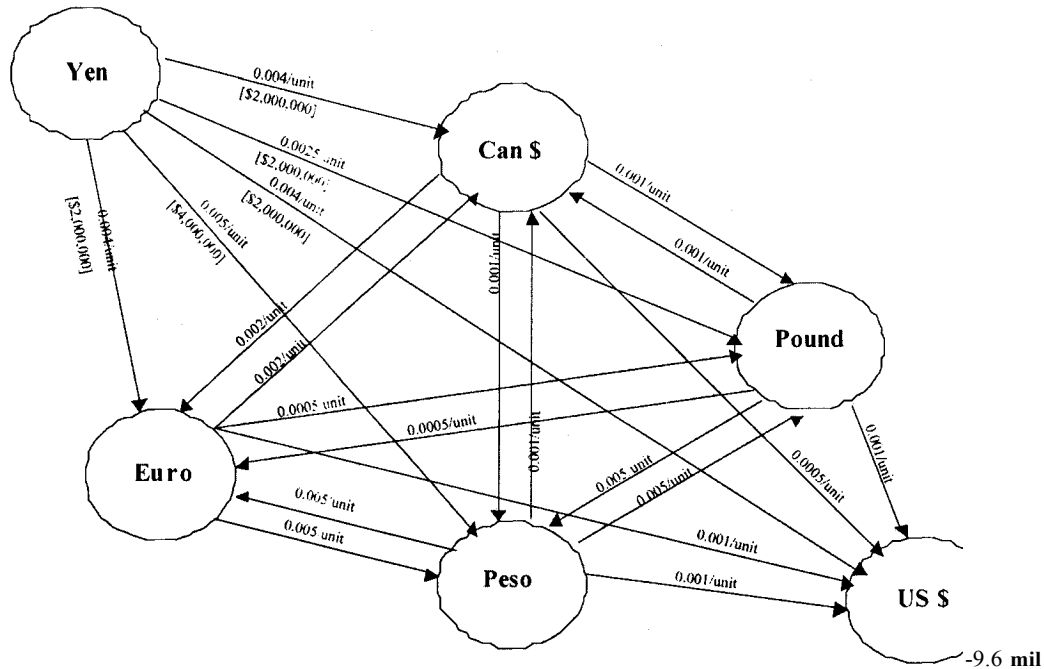 Yen
0.004/unit
[$2,000,000]
Can $
[$2,000,000]
0.004/unit
[$2,000,000]
0.005/unit
[$4,000,000]
0.004/unit
[$2,000,000]
0.001/unit
0.001/unit
0.001/unit
0.002/unit
0.002/unit
Pound
0.0005 unit
0.0005/unit
0.001/unit
0.005 unit
0.005/unit
0.0005/unit
0.001/unit
Euro
0.005 unit
0.005 unit
0.001/unit
Peso
0.001/unit
US $
-9.6 mil